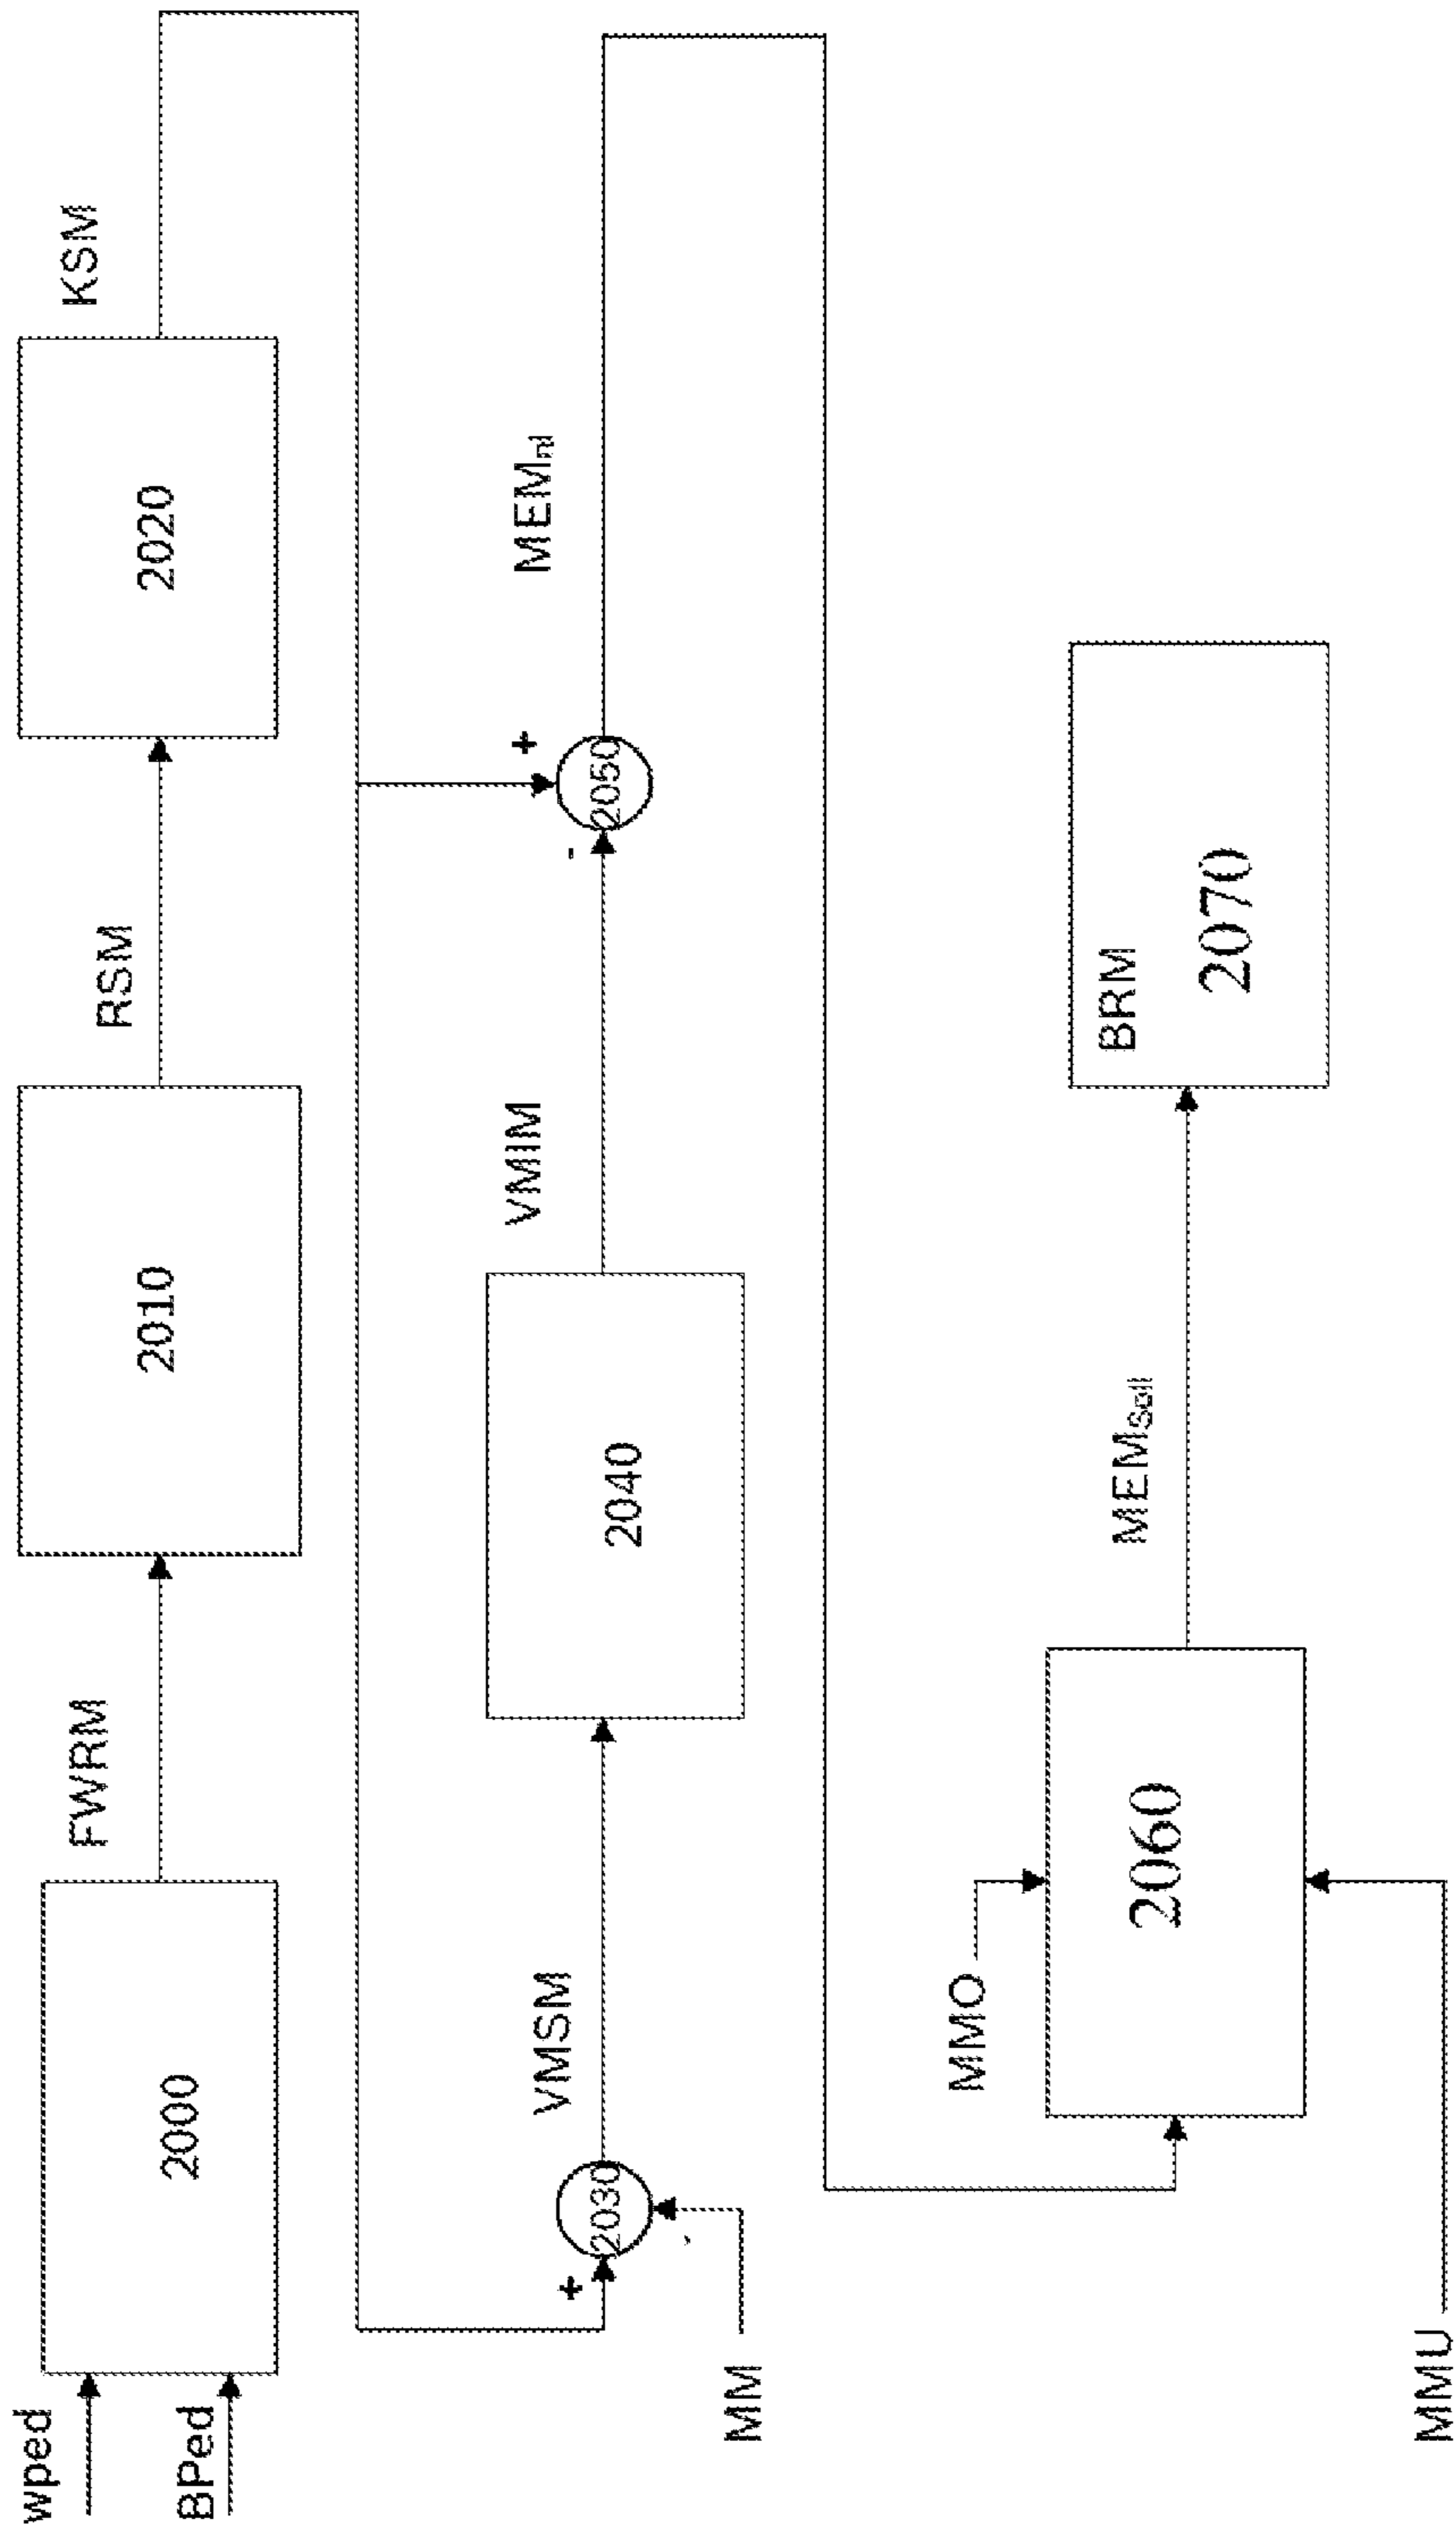 wped
BPed
2000
FWRM
2010
RSM
2020
KSM
+
2030
MM
-
VMSM
2040
VMIM
-
+
2050
MEM
MMO
MMU
2060
MEMSoll
BRM
2070